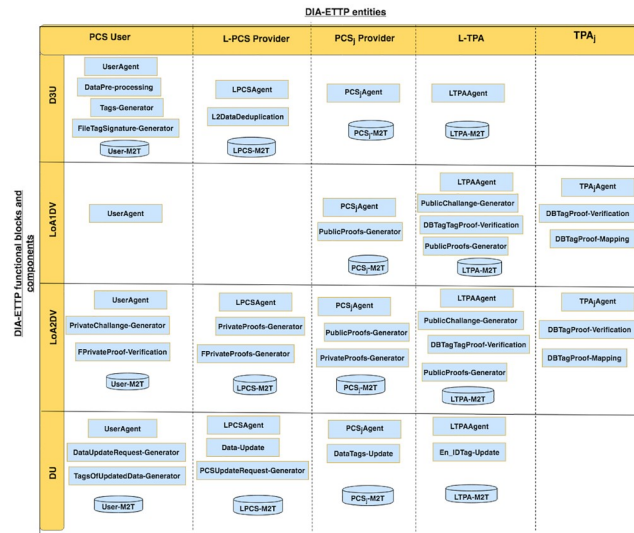 DIA-ETTP entities
PCS User
L-PCS Provider
PCSj Provider
L-TPA
TPAj
DIA-ETTP functional blocks and
components
D3U
UserAgent
DataPre-processing
Tags-Generator
FileTagSignature-Generator
User-M2T
LPCSAgent
L2DataDeduplication
LPCS-M2T
PCSjAgent
PCSj-M2T
LTPAAgent
LTPA-M2T
LoA1DV
UserAgent
PCSjAgent
PublicProofs-Generator
PCSj-M2T
LTPAAgent
PublicChallange-Generator
DBTagTagProof-Verification
PublicProofs-Generator
LTPA-M2T
TPAjAgent
DBTagProof-Verification
DBTagProof-Mapping
LoA2DV
UserAgent
PrivateChallange-Generator
FPrivateProof-Verification
User-M2T
LPCSAgent
PrivateProofs-Generator
FPrivateProofs-Generator
LPCS-M2T
PCSjAgent
PublicProofs-Generator
PrivateProofs-Generator
PCSj-M2T
LTPAAgent
PublicChallange-Generator
DBTagTagProof-Verification
PublicProofs-Generator
LTPA-M2T
TPAjAgent
DBTagProof-Verification
DBTagProof-Mapping
DU
UserAgent
DataUpdateRequest-Generator
TagsOfUpdatedData-Generator
User-M2T
LPCSAgent
Data-Update
PCSUpdateRequest-Generator
LPCS-M2T
PCSjAgent
DataTags-Update
PCSj-M2T
LTPAAgent
En_IDTag-Update
LTPA-M2T